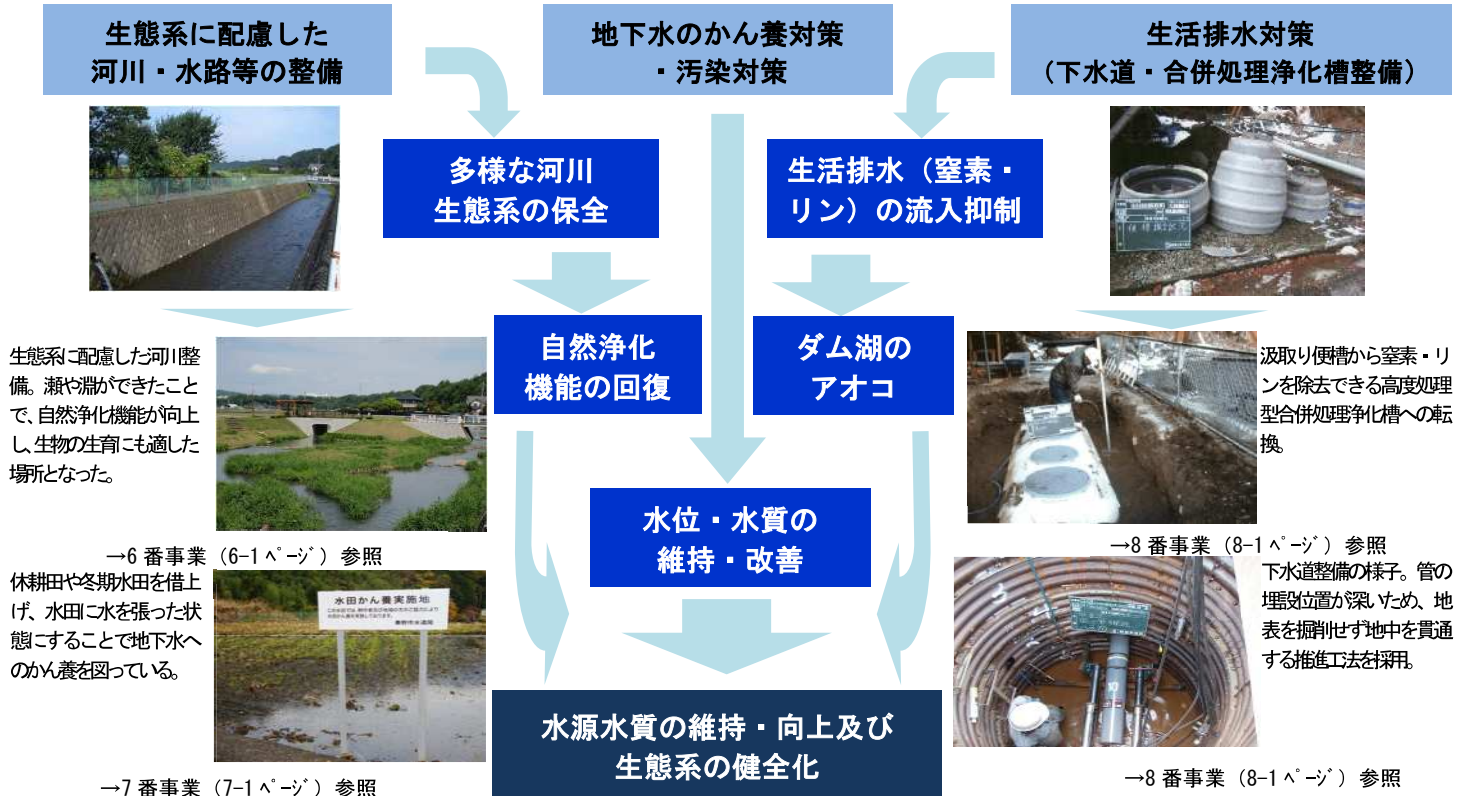 生態系に配慮した
河川・水路等の整備
地下水のかん養対策
・汚染対策
生活排水対策
（下水道・合併処理浄化槽整備）
多様な河川
生態系の保全
生活排水（窒素・
リン）の流入抑制
自然浄化
機能の回復
ダム湖の
アオコ
水位・水質の
維持・改善
水源水質の維持・向上及び
生態系の健全化
生態系に配慮した河川整
備。瀬や淵ができたこと
で、自然浄化機能が向上
し、生物の生育にも適した
場所となった。
→6番事業（6-1ページ）参照
休耕田や冬期水田を借上
げ、水田に水を張った状
態にすることで地下水へ
のかん養を図っている。
水田かん養実施地
→7番事業（7-1ページ）参照
汲取り便槽から窒素・リ
ンを除去できる高度処理
型合併処理浄化槽への転
換。
→8番事業（8-1ページ）参照
下水道整備の様子。管の
埋設位置が深いため、地
表を掘削せず地中を貫通
する推進工法を採用。
→8番事業（8-1ページ）参照